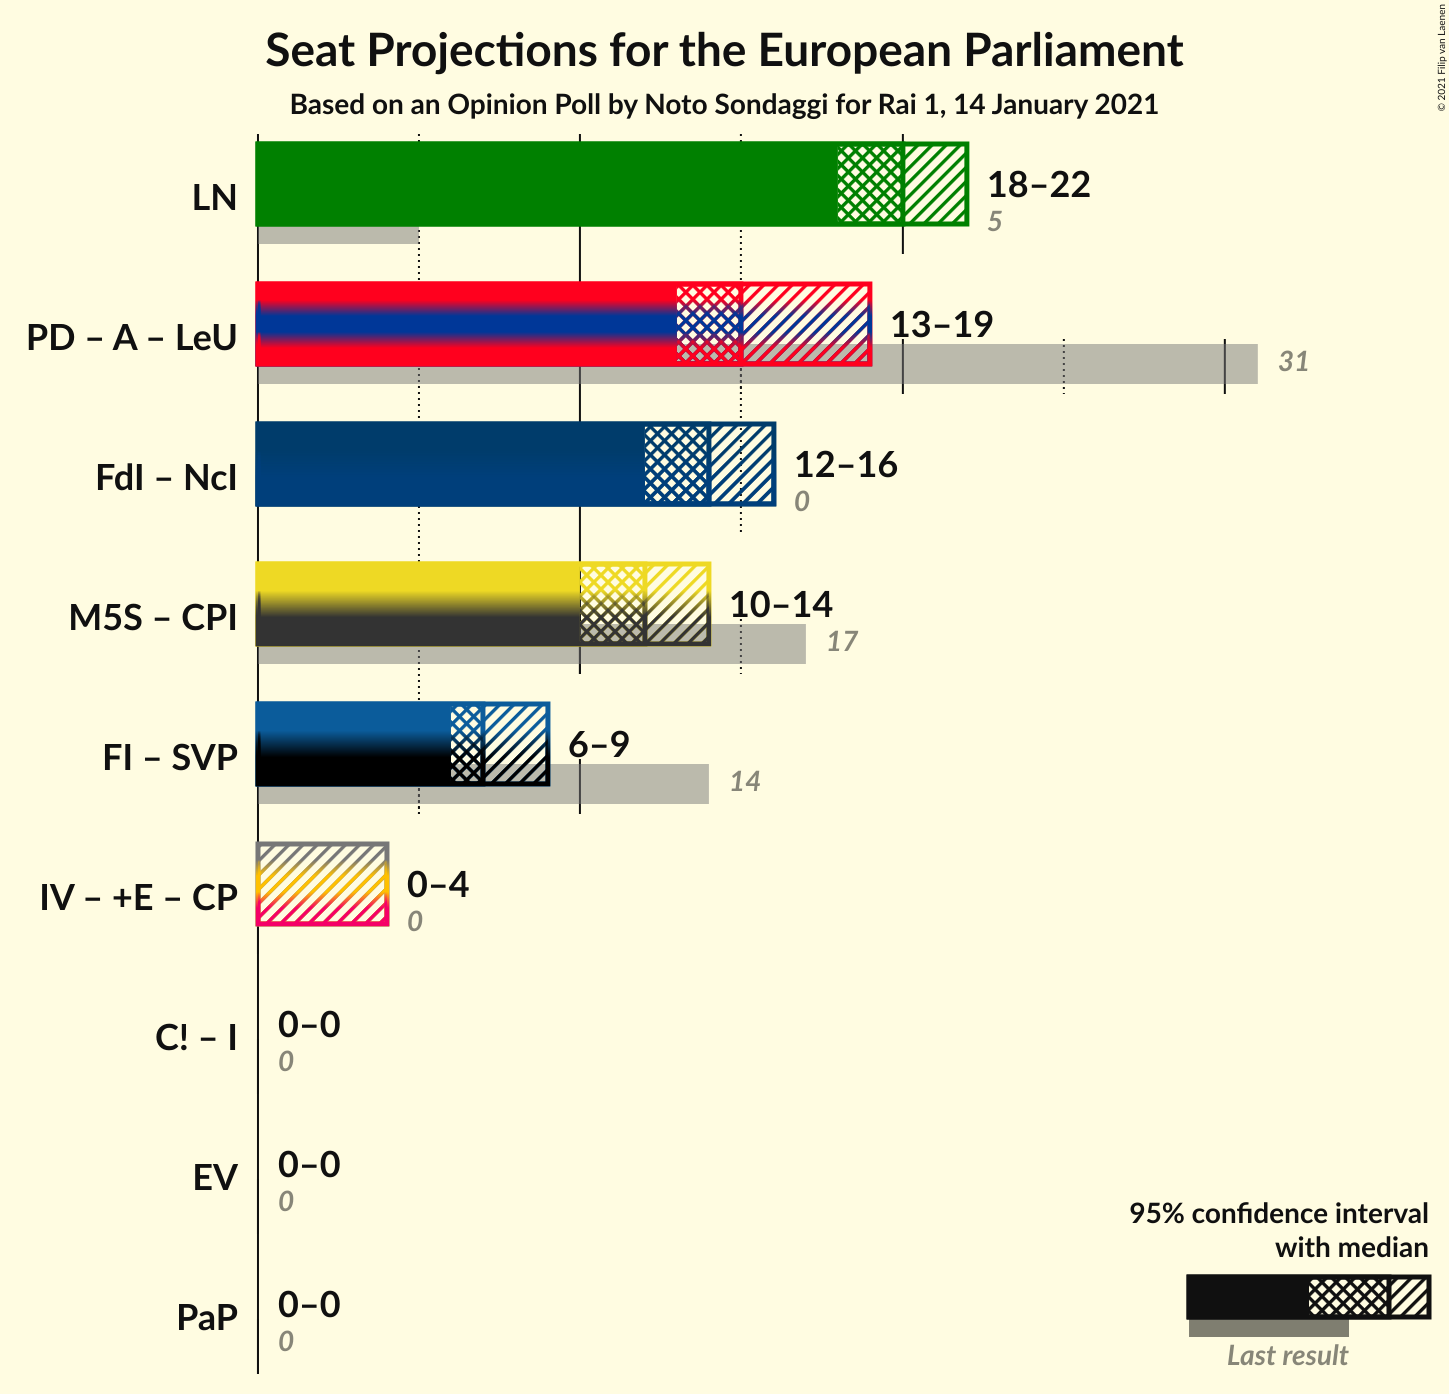 Seat Projections for the European Parliament
Based on an Opinion Poll by Noto Sondaggi for Rai 1, 14 January 2021
© 2021 Filip van Laenen
LN
18–22
5
PD – A – LeU
13–19
31
FdI – NcI
12–16
0
M5S – CPI
10–14
17
FI – SVP
6–9
14
IV – +E – CP
0–4
0
C! – I
0–0
0
EV
0–0
0
PaP
0–0
0
95% confidence interval
with median
Last result